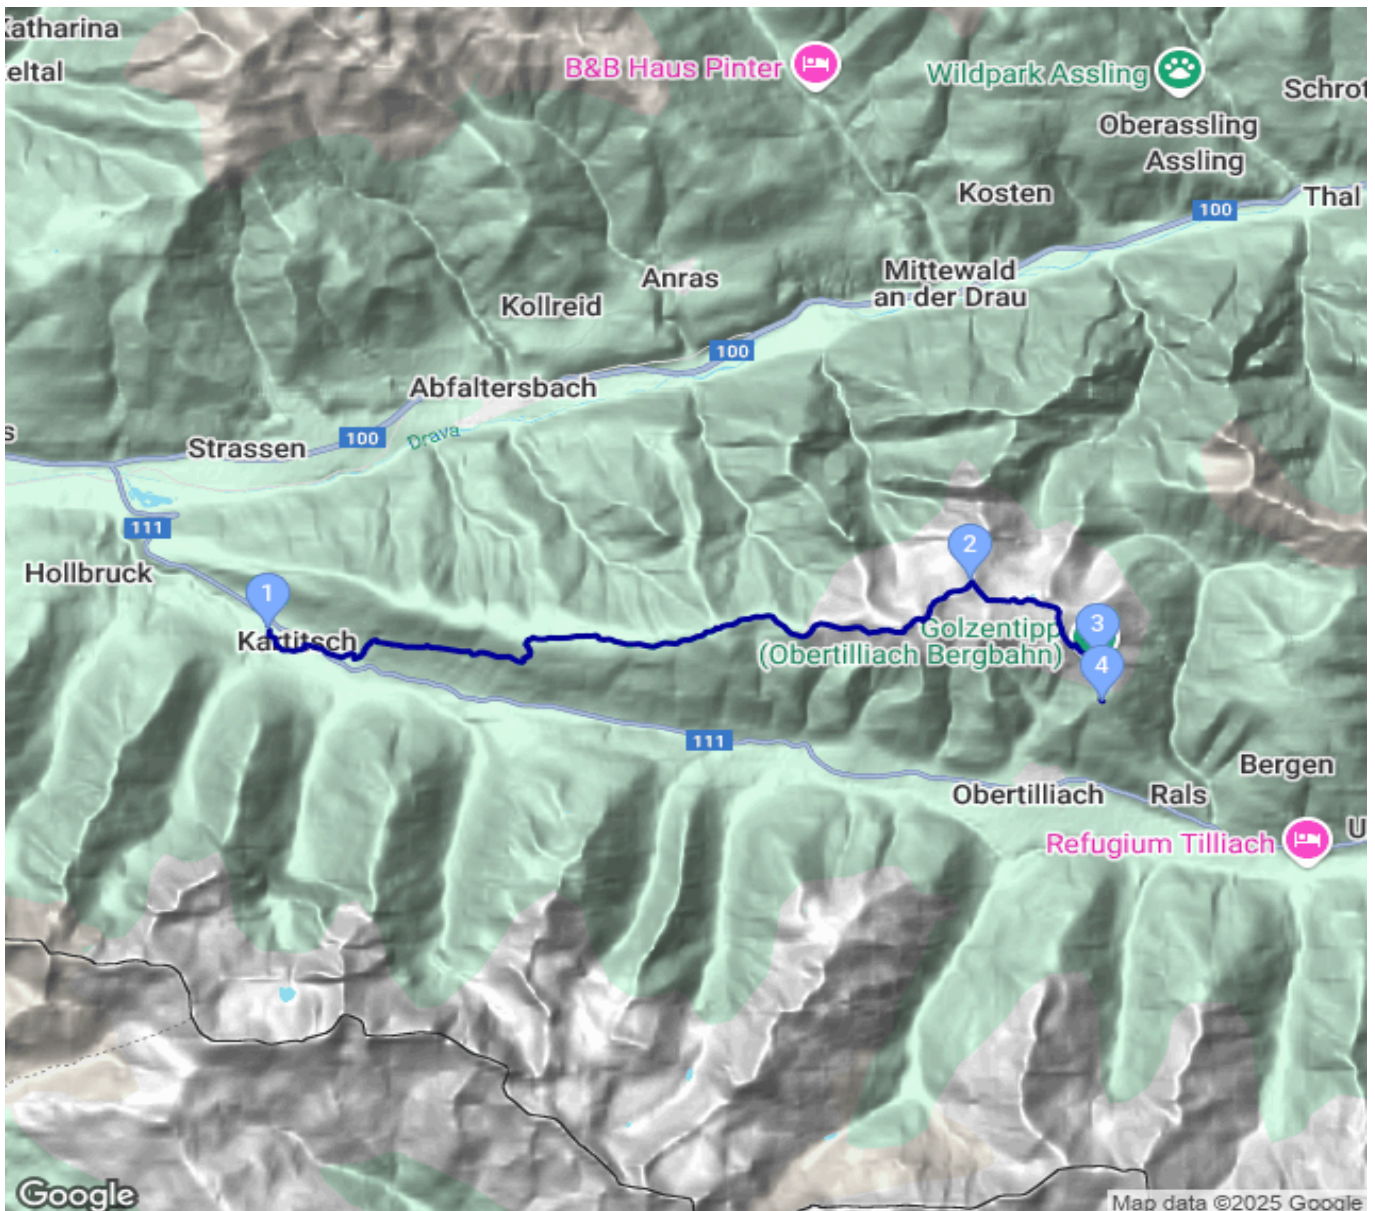 Katharina
eltal
B&B Haus Pinter
Wildpark Assling
Schrot
Oberassling
Assling
Kosten
Thal
100
Anras
Mittewald
an der Drau
Kollreid
100
Abfaltersbach
Drava
100
Strassen
s
111
Hollbruck
1
2
Kartitsch
3
Golzentipp
(Obertilliach Bergbahn)
4
111
Bergen
Obertilliach
Rals
U
Refugium Tilliach
Google
Map data ©2025 Google